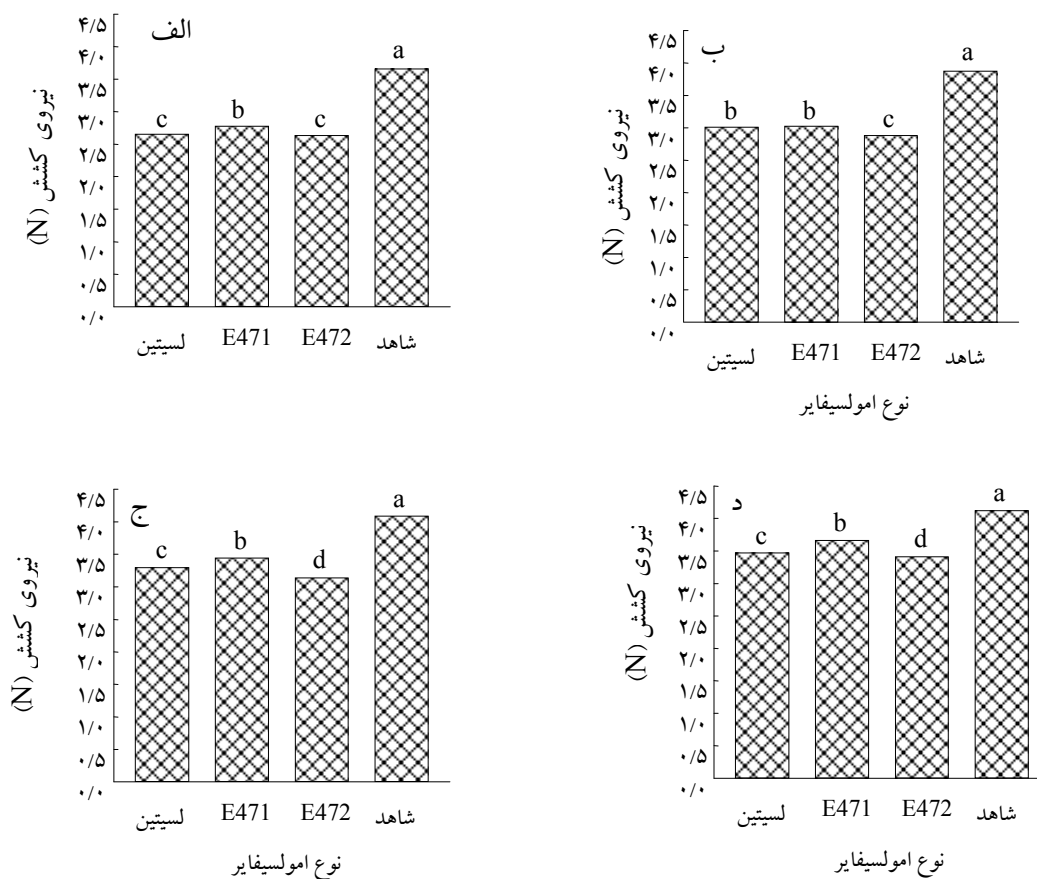 الف
نیروی کشش (N)
۴/۵
۴/۰
۳/۵
۳/۰
۲/۵
۲/۰
۱/۵
۱/۰
۰/۵
۰/۰
c b c a
لسیتین E471 E472 شاهد
ب
نیروی کشش (N)
۴/۵
۴/۰
۳/۵
۳/۰
۲/۵
۲/۰
۱/۵
۱/۰
۰/۵
۰/۰
b b c a
لسیتین E471 E472 شاهد
نوع امولسیفایر
ج
نیروی کشش (N)
۴/۵
۴/۰
۳/۵
۳/۰
۲/۵
۲/۰
۱/۵
۱/۰
۰/۵
۰/۰
c b d a
لسیتین E471 E472 شاهد
نوع امولسیفایر
د
نیروی کشش (N)
۴/۵
۴/۰
۳/۵
۳/۰
۲/۵
۲/۰
۱/۵
۱/۰
۰/۵
۰/۰
c b d a
لسیتین E471 E472 شاهد
نوع امولسیفایر